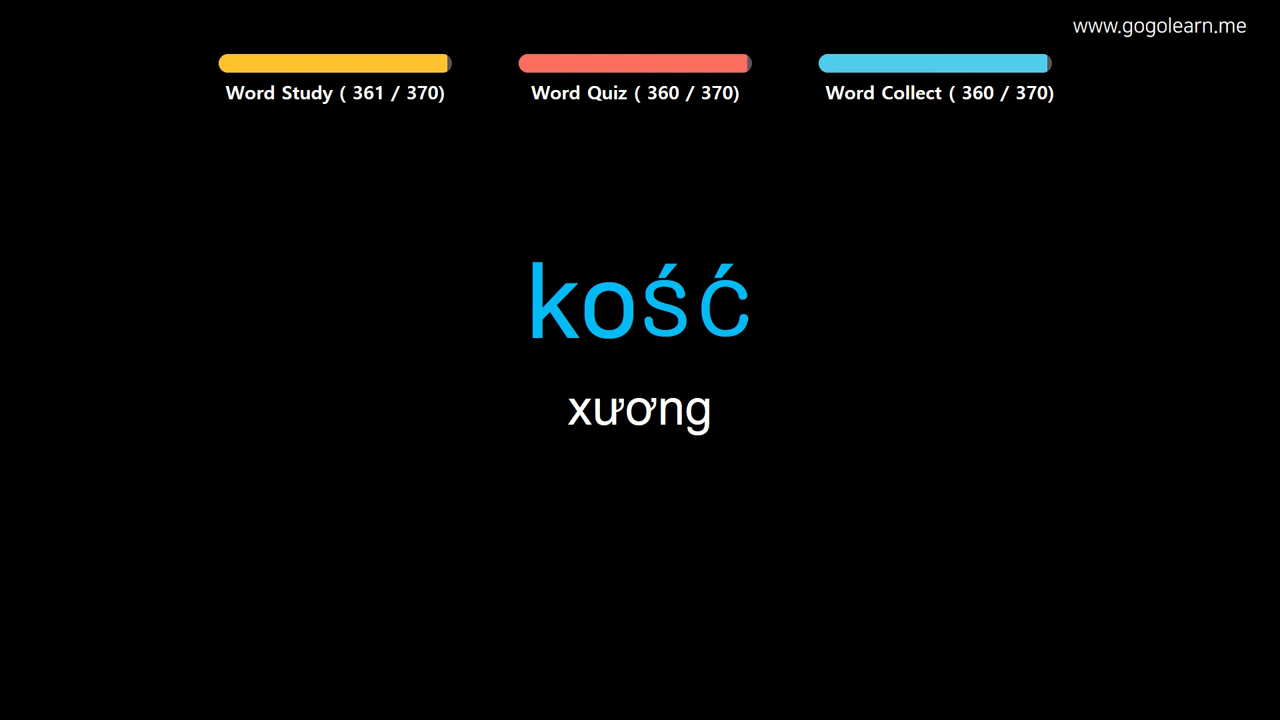 www.gogolearn.me
Word Study ( 361 / 370)
Word Quiz ( 360 / 370)
Word Collect ( 360 / 370)
kość
xương